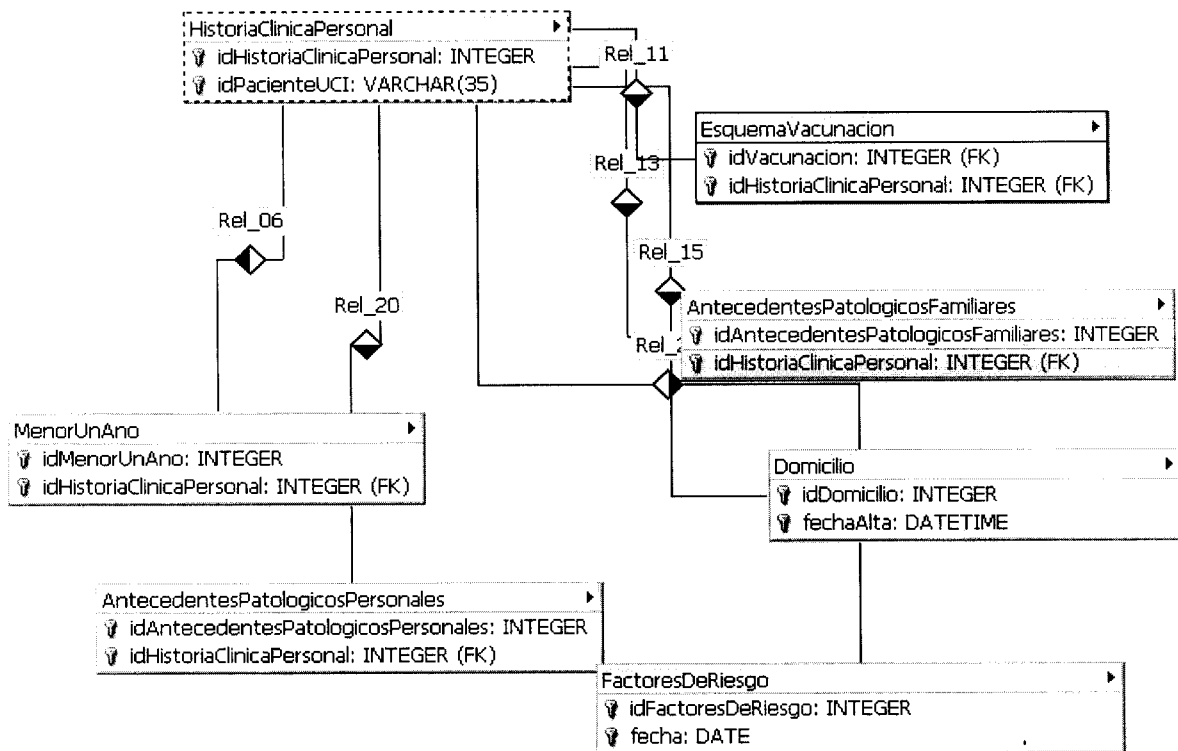 HistoriaClinicaPersonal
idHistoriaClinicaPersonal: INTEGER
idPacienteUCI: VARCHAR(35)
Rel_11
EsquemaVacunacion
idVacunacion: INTEGER (FK)
idHistoriaClinicaPersonal: INTEGER (FK)
Rel_13
Rel_06
Rel_15
Rel_20
AntecedentesPatologicosFamiliares
idAntecedentesPatologicosFamiliares: INTEGER
idHistoriaClinicaPersonal: INTEGER (FK)
MenorUnAno
idMenorUnAno: INTEGER
idHistoriaClinicaPersonal: INTEGER (FK)
Domicilio
idDomicilio: INTEGER
fechaAlta: DATETIME
AntecedentesPatologicosPersonales
idAntecedentesPatologicosPersonales: INTEGER
idHistoriaClinicaPersonal: INTEGER (FK)
FactoresDeRiesgo
idFactoresDeRiesgo: INTEGER
fecha: DATE